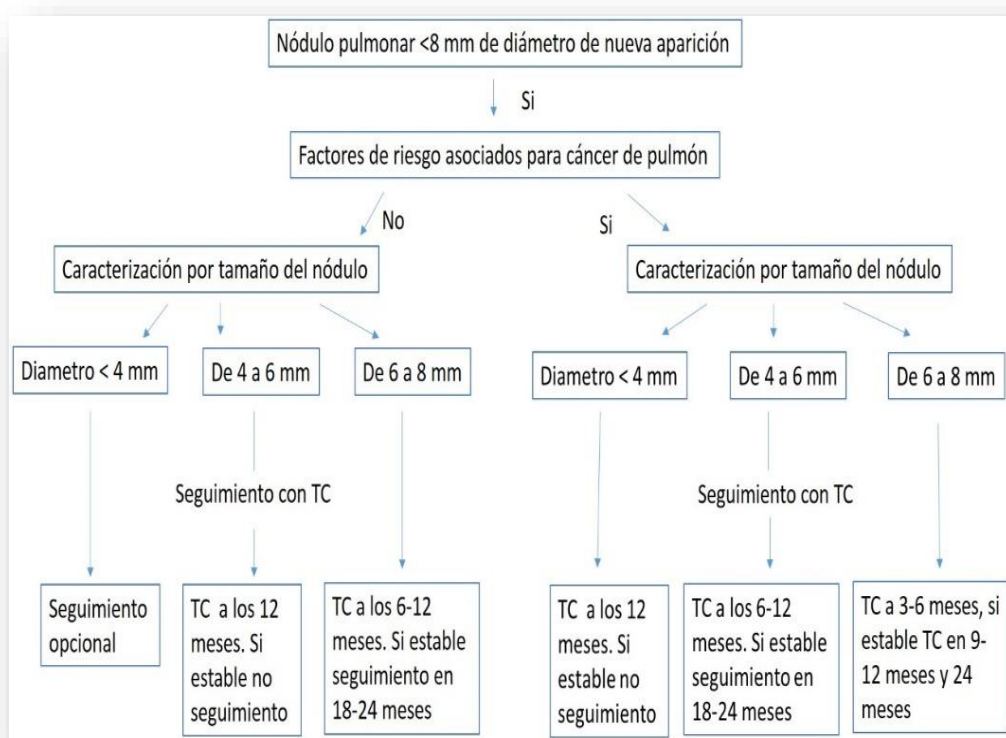 Nódulo pulmonar <8 mm de diámetro de nueva aparición
Si
Factores de riesgo asociados para cáncer de pulmón
No
Si
Caracterización por tamaño del nódulo
Caracterización por tamaño del nódulo
Diametro < 4 mm
De 4 a 6 mm
De 6 a 8 mm
Diametro < 4 mm
De 4 a 6 mm
De 6 a 8 mm
Seguimiento con TC
Seguimiento con TC
Seguimiento
opcional
TC a los 12
meses. Si
estable no
seguimiento
TC a los 6-12
meses. Si estable
seguimiento en
18-24 meses
TC a los 12
meses. Si
estable no
seguimiento
TC a los 6-12
meses. Si estable
seguimiento en
18-24 meses
TC a 3-6 meses, si
estable TC en 9-
12 meses y 24
meses